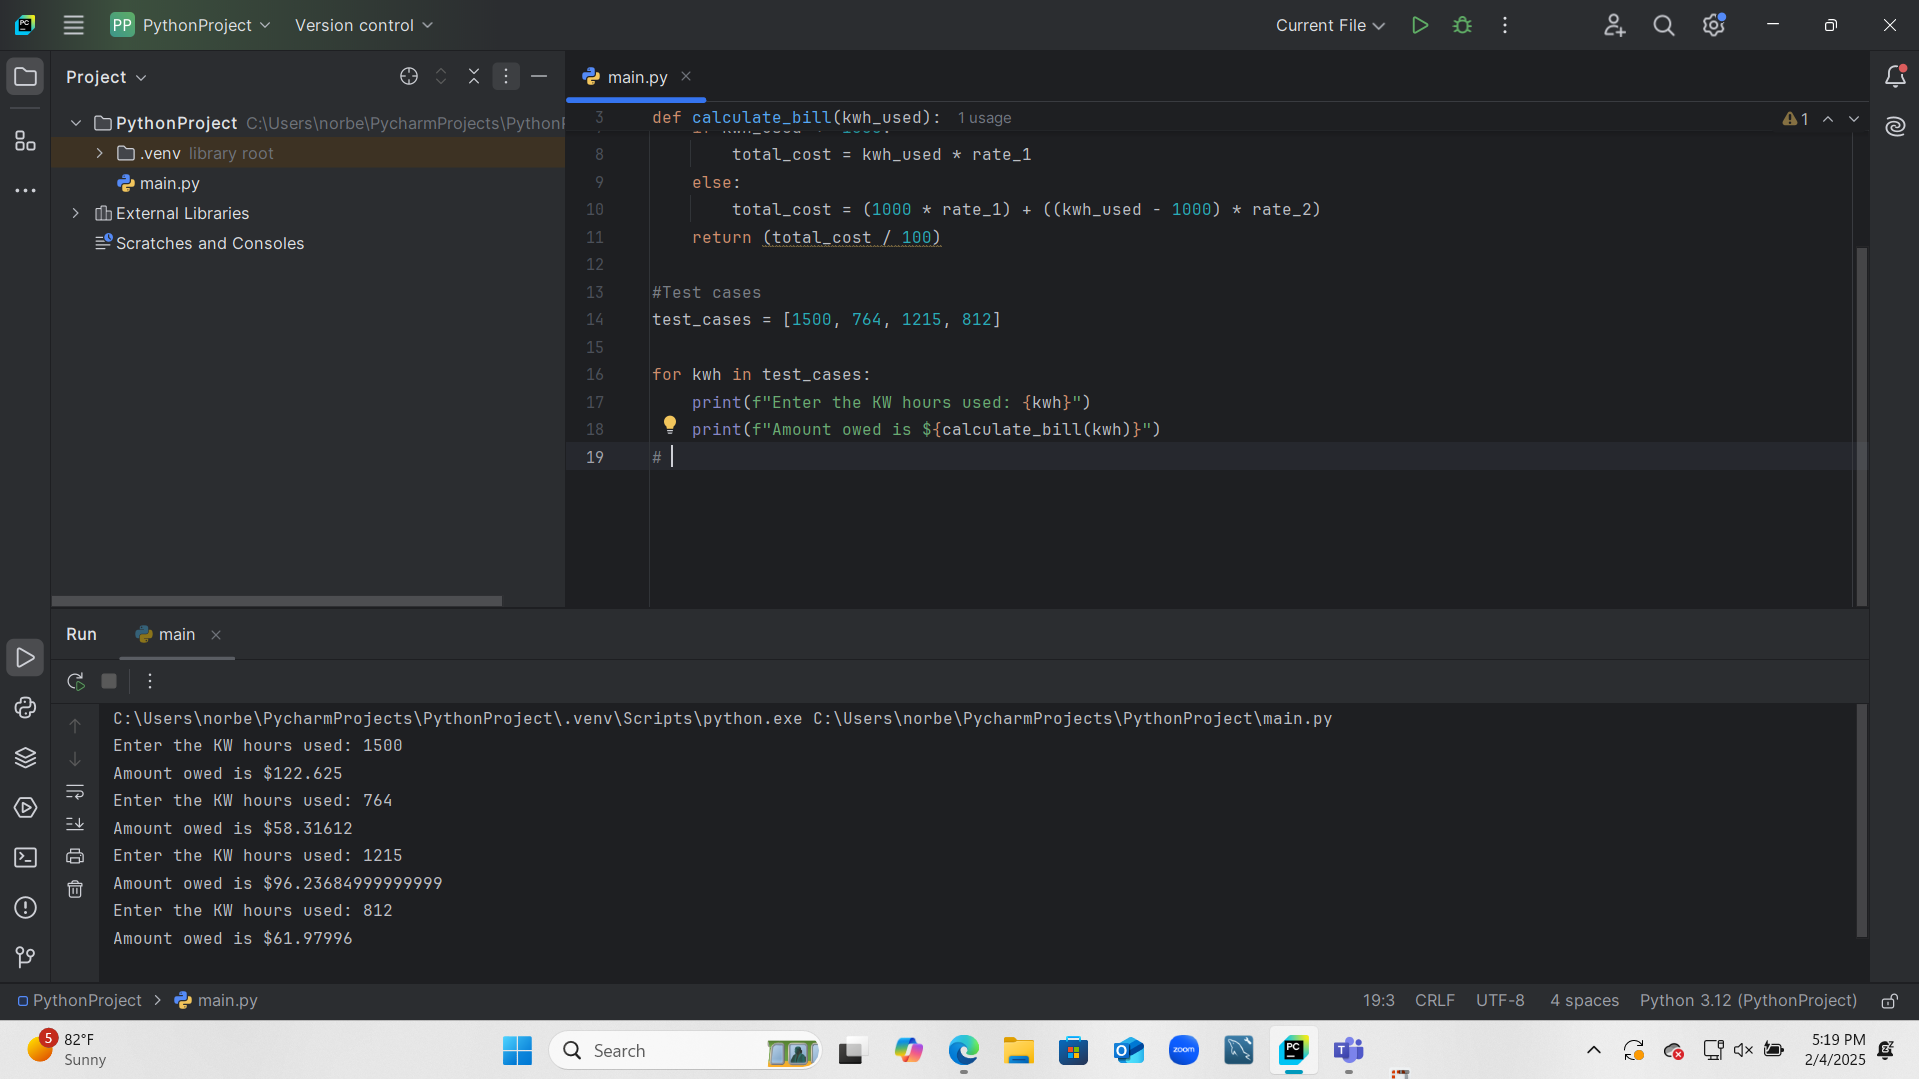 PP PythonProject Version control Current File
Project
main.py
PythonProject C:\Users\norbe\PycharmProjects\Python
.venv library root
main.py
External Libraries
Scratches and Consoles
3 def calculate_bill(kwh_used): 1 usage
1
8 total_cost = kwh_used * rate_1
9 else:
10 total_cost = (1000 * rate_1) + ((kwh_used - 1000) * rate_2)
11 return (total_cost / 100)
12
13 #Test cases
14 test_cases = [1500, 764, 1215, 812]
15
16 for kwh in test_cases:
17 print(f"Enter the KW hours used: {kwh}")
18 print(f"Amount owed is ${calculate_bill(kwh)}")
19 #
Run main
C:\Users\norbe\PycharmProjects\PythonProject\.venv\Scripts\python.exe C:\Users\norbe\PycharmProjects\PythonProject\main.py
Enter the KW hours used: 1500
Amount owed is $122.625
Enter the KW hours used: 764
Amount owed is $58.31612
Enter the KW hours used: 1215
Amount owed is $96.23684999999999
Enter the KW hours used: 812
Amount owed is $61.97996
PythonProject > main.py
19:3 CRLF UTF-8 4 spaces Python 3.12 (PythonProject)
5 82°F
Sunny
Search
zoom
5:19 PM
2/4/2025